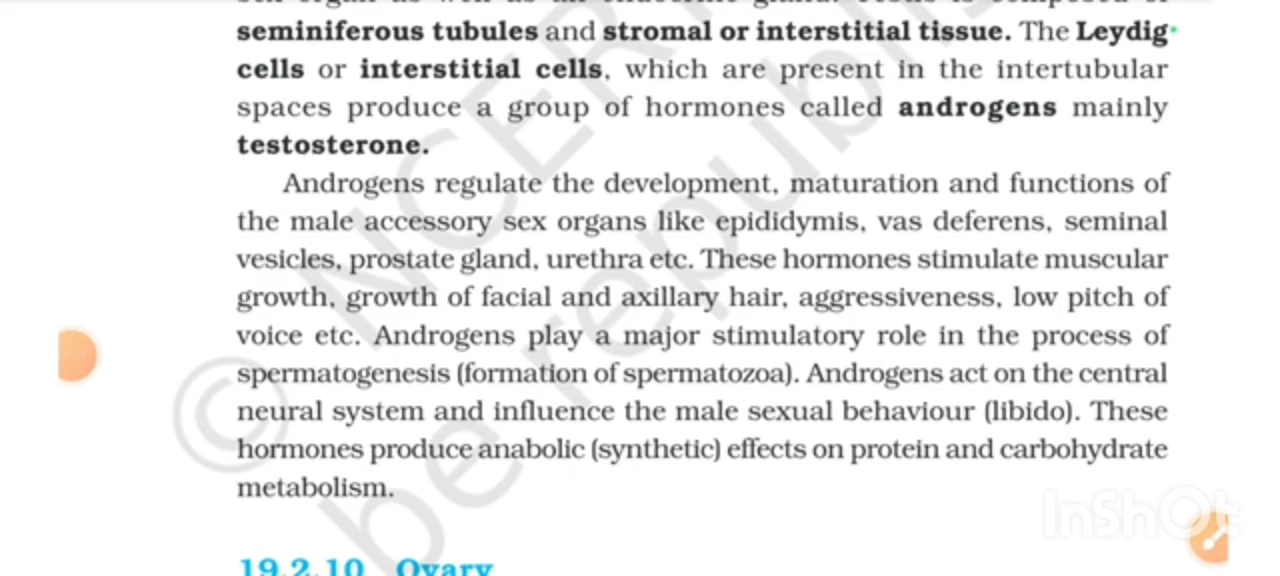 seminiferous tubules and stromal or interstitial tissue. The Leydig
cells or interstitial cells, which are present in the intertubular
spaces produce a group of hormones called androgens mainly
testosterone.
Androgens regulate the development, maturation and functions of
the male accessory sex organs like epididymis, vas deferens, seminal
vesicles, prostate gland, urethra etc. These hormones stimulate muscular
growth, growth of facial and axillary hair, aggressiveness, low pitch of
voice etc. Androgens play a major stimulatory role in the process of
spermatogenesis (formation of spermatozoa). Androgens act on the central
neural system and influence the male sexual behaviour (libido). These
hormones produce anabolic (synthetic) effects on protein and carbohydrate
metabolism.
19.2.10 Ovary
© NCER
be republis
InShOt